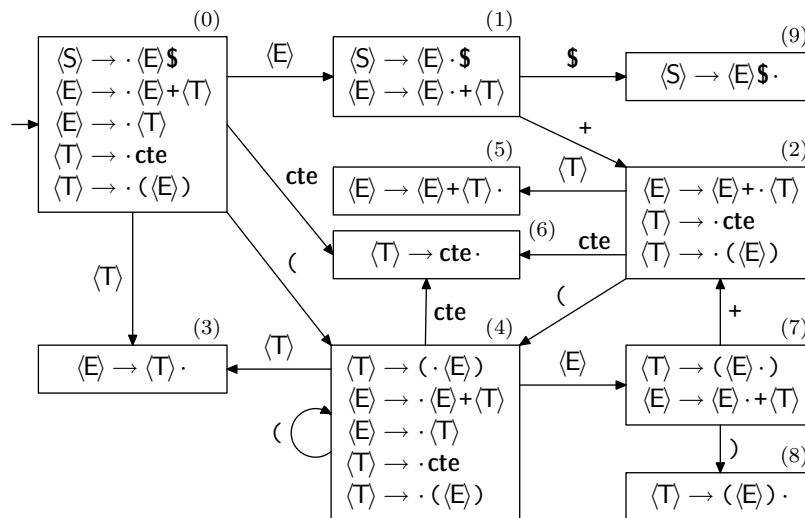 (0)
⟨S⟩ → · ⟨E⟩$
⟨E⟩ → · ⟨E⟩+⟨T⟩
⟨E⟩ → · ⟨T⟩
⟨T⟩ → · cte
⟨T⟩ → · (⟨E⟩)
⟨E⟩
(1)
⟨S⟩ → ⟨E⟩ · $
⟨E⟩ → ⟨E⟩ · +⟨T⟩
$
(9)
⟨S⟩ → ⟨E⟩$ ·
+
cte
(5)
⟨E⟩ → ⟨E⟩+⟨T⟩ ·
⟨T⟩
(2)
⟨E⟩ → ⟨E⟩+ · ⟨T⟩
⟨T⟩ → · cte
⟨T⟩ → · (⟨E⟩)
(6)
⟨T⟩ → cte ·
cte
(
(
⟨T⟩
cte
+
(3)
⟨E⟩ → ⟨T⟩ ·
⟨T⟩
(4)
⟨T⟩ → ( · ⟨E⟩)
⟨E⟩ → · ⟨E⟩+⟨T⟩
⟨E⟩ → · ⟨T⟩
⟨T⟩ → · cte
⟨T⟩ → · (⟨E⟩)
(
⟨E⟩
(7)
⟨T⟩ → (⟨E⟩ · )
⟨E⟩ → ⟨E⟩ · +⟨T⟩
)
(8)
⟨T⟩ → (⟨E⟩) ·